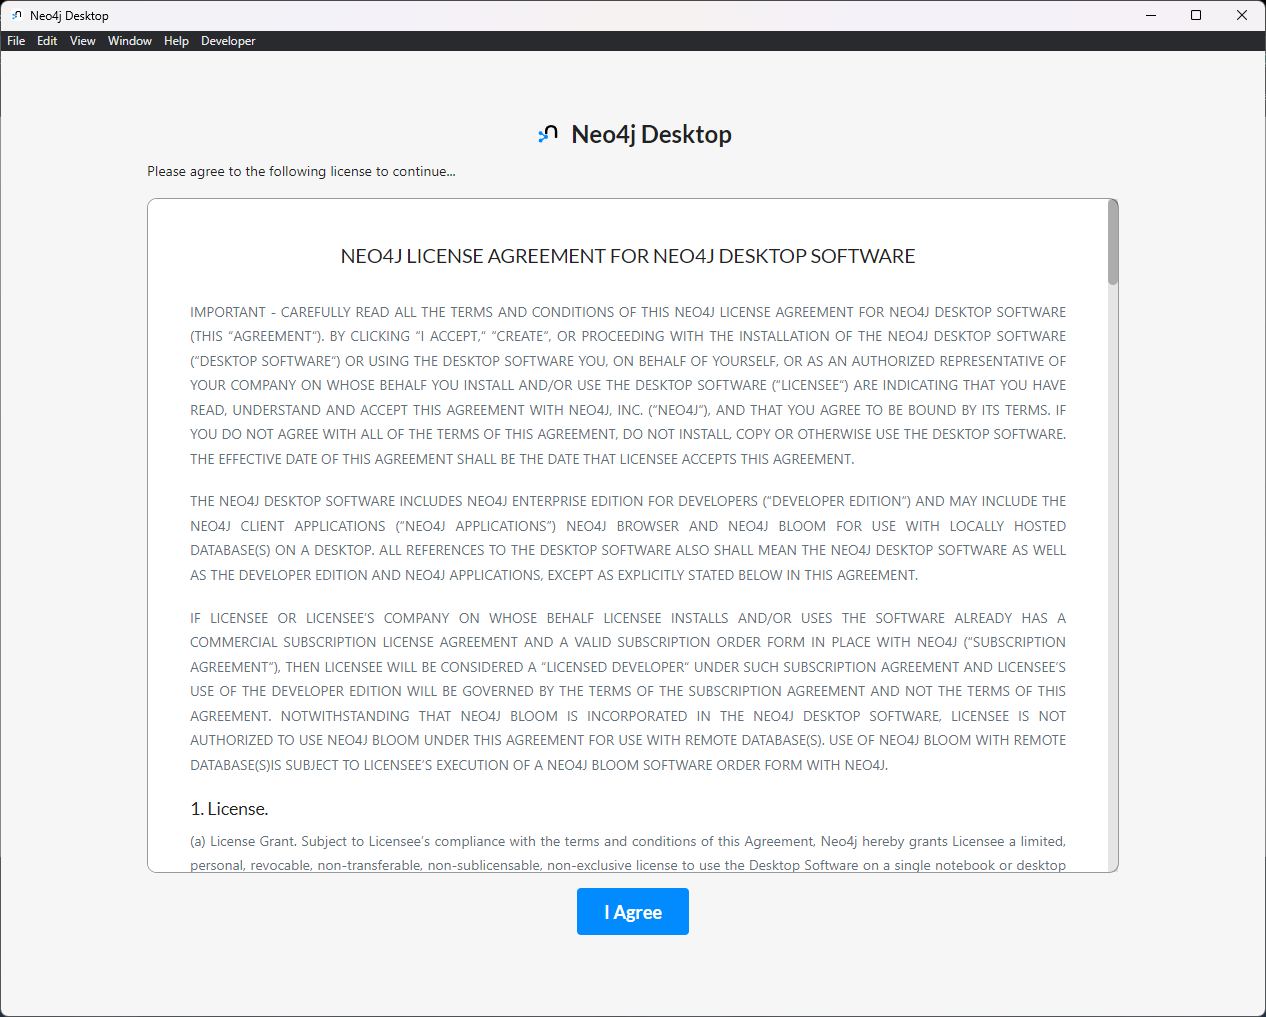 Neo4j Desktop
File Edit View Window Help Developer
Neo4j Desktop
Please agree to the following license to continue...
NEO4J LICENSE AGREEMENT FOR NEO4J DESKTOP SOFTWARE
IMPORTANT - CAREFULLY READ ALL THE TERMS AND CONDITIONS OF THIS NEO4J LICENSE AGREEMENT FOR NEO4J DESKTOP SOFTWARE
(THIS “AGREEMENT“). BY CLICKING “I ACCEPT,“ “CREATE“, OR PROCEEDING WITH THE INSTALLATION OF THE NEO4J DESKTOP SOFTWARE
(“DESKTOP SOFTWARE“) OR USING THE DESKTOP SOFTWARE YOU, ON BEHALF OF YOURSELF, OR AS AN AUTHORIZED REPRESENTATIVE OF
YOUR COMPANY ON WHOSE BEHALF YOU INSTALL AND/OR USE THE DESKTOP SOFTWARE (“LICENSEE“) ARE INDICATING THAT YOU HAVE
READ, UNDERSTAND AND ACCEPT THIS AGREEMENT WITH NEO4J, INC. (“NEO4J“), AND THAT YOU AGREE TO BE BOUND BY ITS TERMS. IF
YOU DO NOT AGREE WITH ALL OF THE TERMS OF THIS AGREEMENT, DO NOT INSTALL, COPY OR OTHERWISE USE THE DESKTOP SOFTWARE.
THE EFFECTIVE DATE OF THIS AGREEMENT SHALL BE THE DATE THAT LICENSEE ACCEPTS THIS AGREEMENT.
THE NEO4J DESKTOP SOFTWARE INCLUDES NEO4J ENTERPRISE EDITION FOR DEVELOPERS (“DEVELOPER EDITION“) AND MAY INCLUDE THE
NEO4J CLIENT APPLICATIONS (“NEO4J APPLICATIONS“) NEO4J BROWSER AND NEO4J BLOOM FOR USE WITH LOCALLY HOSTED
DATABASE(S) ON A DESKTOP. ALL REFERENCES TO THE DESKTOP SOFTWARE ALSO SHALL MEAN THE NEO4J DESKTOP SOFTWARE AS WELL
AS THE DEVELOPER EDITION AND NEO4J APPLICATIONS, EXCEPT AS EXPLICITLY STATED BELOW IN THIS AGREEMENT.
IF LICENSEE OR LICENSEE’S COMPANY ON WHOSE BEHALF LICENSEE INSTALLS AND/OR USES THE SOFTWARE ALREADY HAS A
COMMERCIAL SUBSCRIPTION LICENSE AGREEMENT AND A VALID SUBSCRIPTION ORDER FORM IN PLACE WITH NEO4J (“SUBSCRIPTION
AGREEMENT“), THEN LICENSEE WILL BE CONSIDERED A “LICENSED DEVELOPER“ UNDER SUCH SUBSCRIPTION AGREEMENT AND LICENSEE’S
USE OF THE DEVELOPER EDITION WILL BE GOVERNED BY THE TERMS OF THE SUBSCRIPTION AGREEMENT AND NOT THE TERMS OF THIS
AGREEMENT. NOTWITHSTANDING THAT NEO4J BLOOM IS INCORPORATED IN THE NEO4J DESKTOP SOFTWARE, LICENSEE IS NOT
AUTHORIZED TO USE NEO4J BLOOM UNDER THIS AGREEMENT FOR USE WITH REMOTE DATABASE(S). USE OF NEO4J BLOOM WITH REMOTE
DATABASE(S)IS SUBJECT TO LICENSEE’S EXECUTION OF A NEO4J BLOOM SOFTWARE ORDER FORM WITH NEO4J.
1. License.
(a) License Grant. Subject to Licensee’s compliance with the terms and conditions of this Agreement, Neo4j hereby grants Licensee a limited,
personal, revocable, non-transferable, non-sublicensable, non-exclusive license to use the Desktop Software on a single notebook or desktop
I Agree